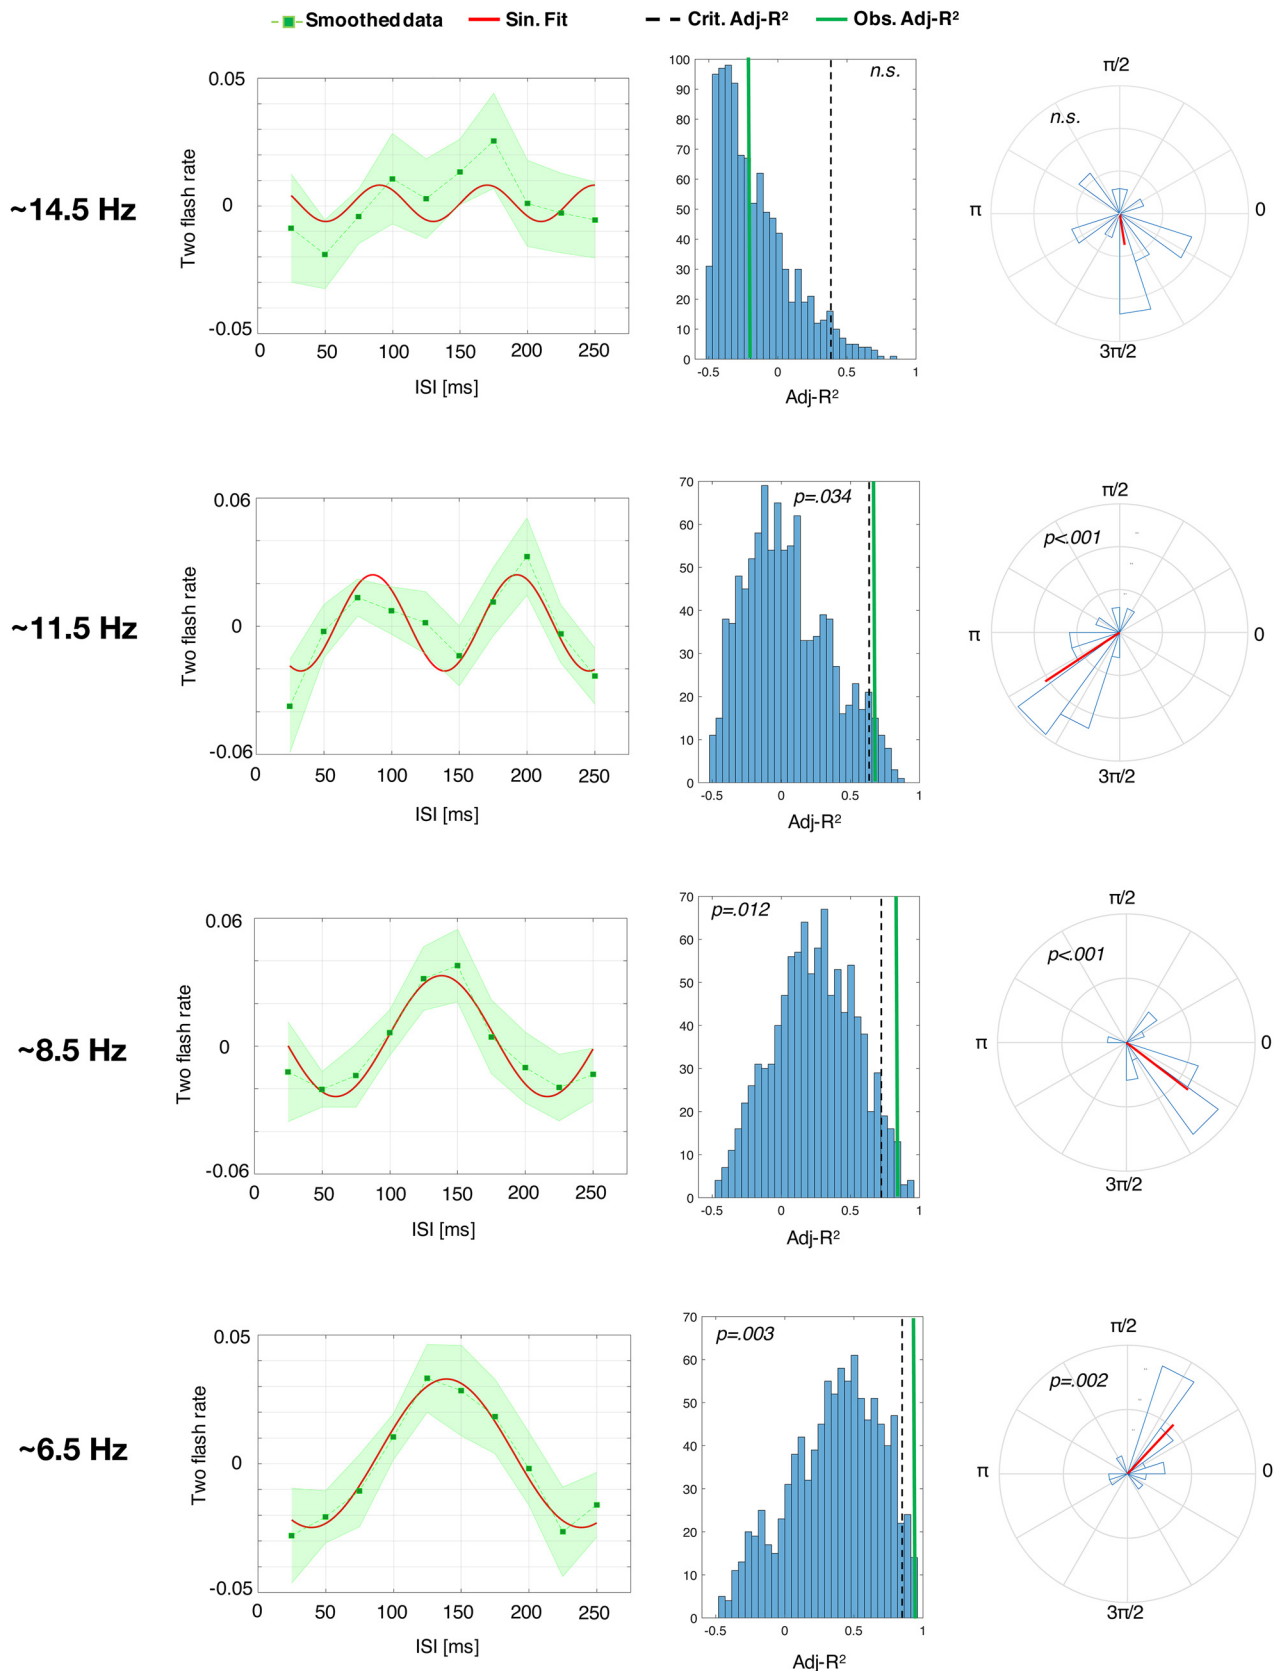 Smoothed data Sin. Fit Crit. Adj-R² Obs. Adj-R²
~14.5 Hz
0.05
0
-0.05
Two flash rate
0 50 100 150 200 250
ISI [ms]
100
90
80
70
60
50
40
30
20
10
0
n.s.
-0.5 0 0.5 1
Adj-R²
π/2
n.s.
π 0
3π/2
~11.5 Hz
0.06
0
-0.06
Two flash rate
0 50 100 150 200 250
ISI [ms]
70
60
50
40
30
20
10
0
p=.034
-0.5 0 0.5 1
Adj-R²
π/2
p<.001
π 0
3π/2
~8.5 Hz
0.06
0
-0.06
Two flash rate
0 50 100 150 200 250
ISI [ms]
70
60
50
40
30
20
10
0
p=.012
-0.5 0 0.5 1
Adj-R²
π/2
p<.001
π 0
3π/2
~6.5 Hz
0.05
0
-0.05
Two flash rate
0 50 100 150 200 250
ISI [ms]
70
60
50
40
30
20
10
0
p=.003
-0.5 0 0.5 1
Adj-R²
π/2
p=.002
π 0
3π/2